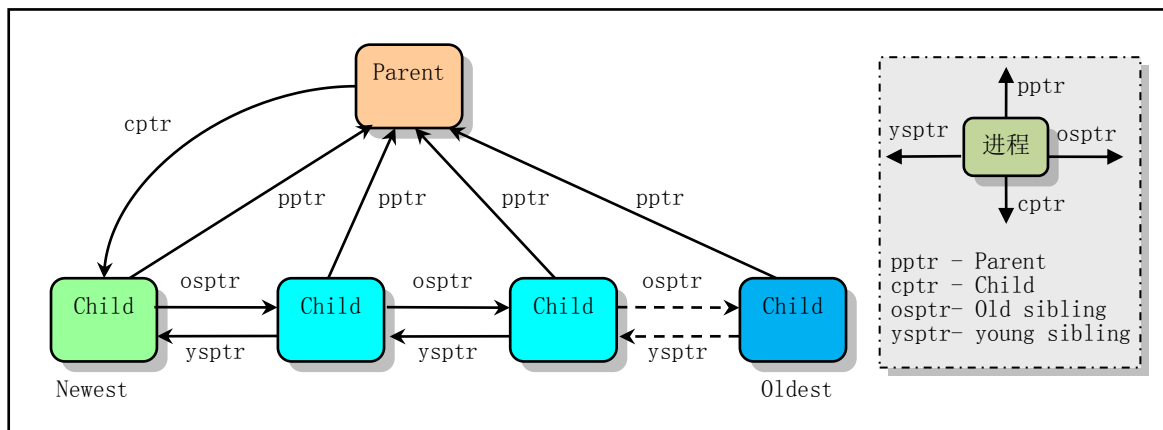 Parent
cptr
pptr
pptr
pptr
pptr
Child
osptr
Child
osptr
Child
osptr
Child
ysptr
ysptr
ysptr
Newest
Oldest
pptr
ysptr
进程
osptr
cptr
pptr - Parent
cptr - Child
osptr- Old sibling
ysptr- young sibling